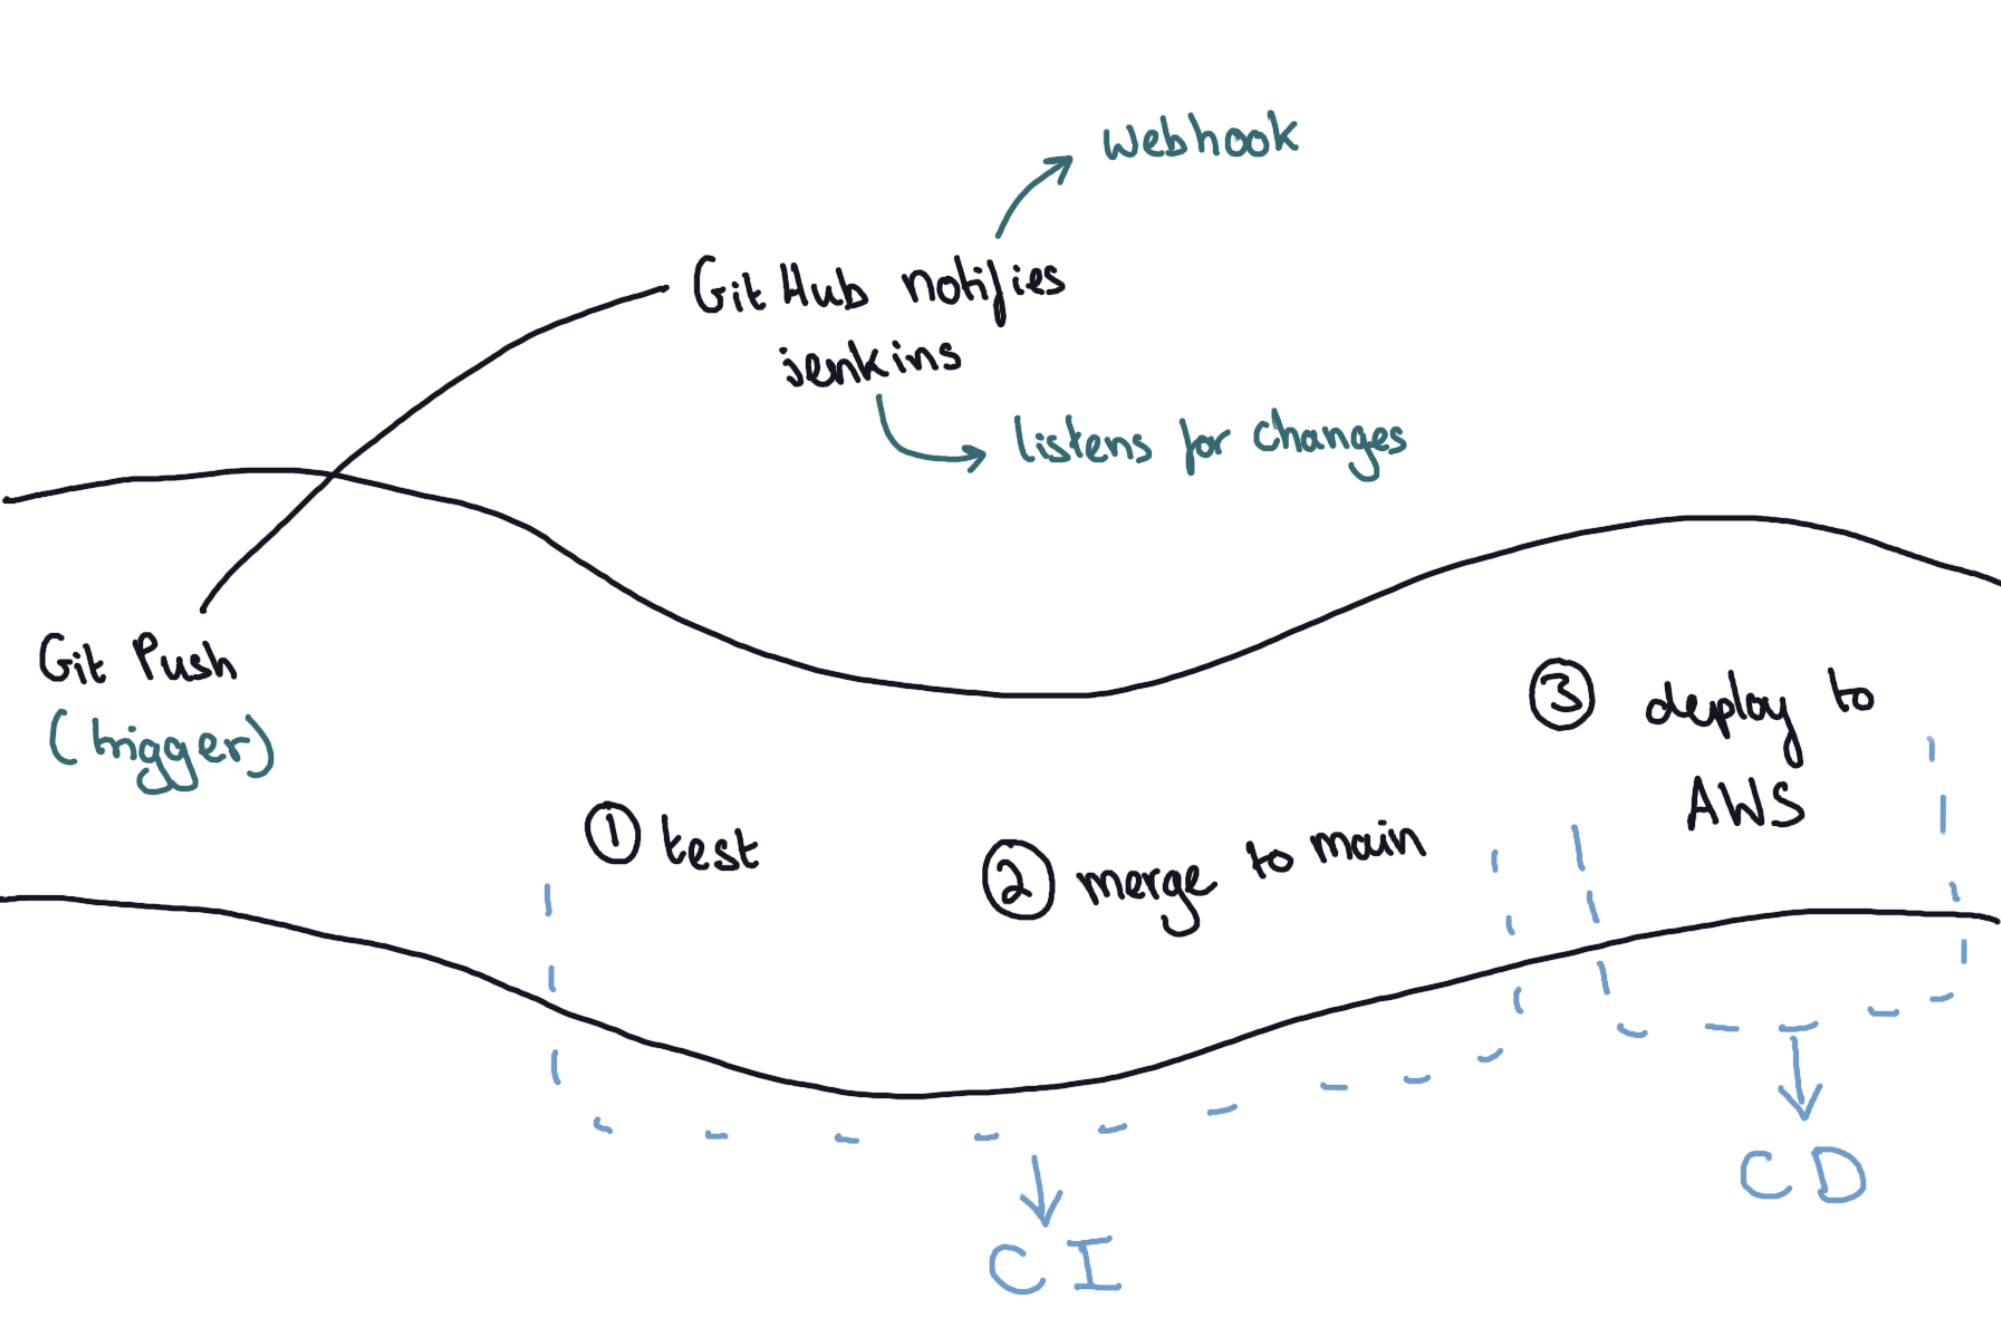 Webhook
GitHub notifies
jenkins
listens for changes
Git Push
(trigger)
① test
② merge to main
③ deploy to
AWS
CI
CD